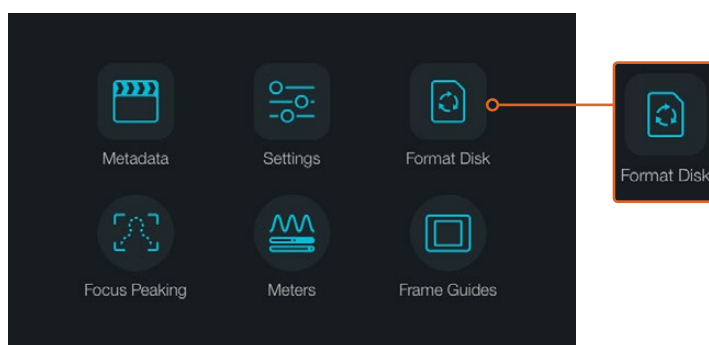 Metadata
Settings
Format Disk
Format Disk
Focus Peaking
Meters
Frame Guides